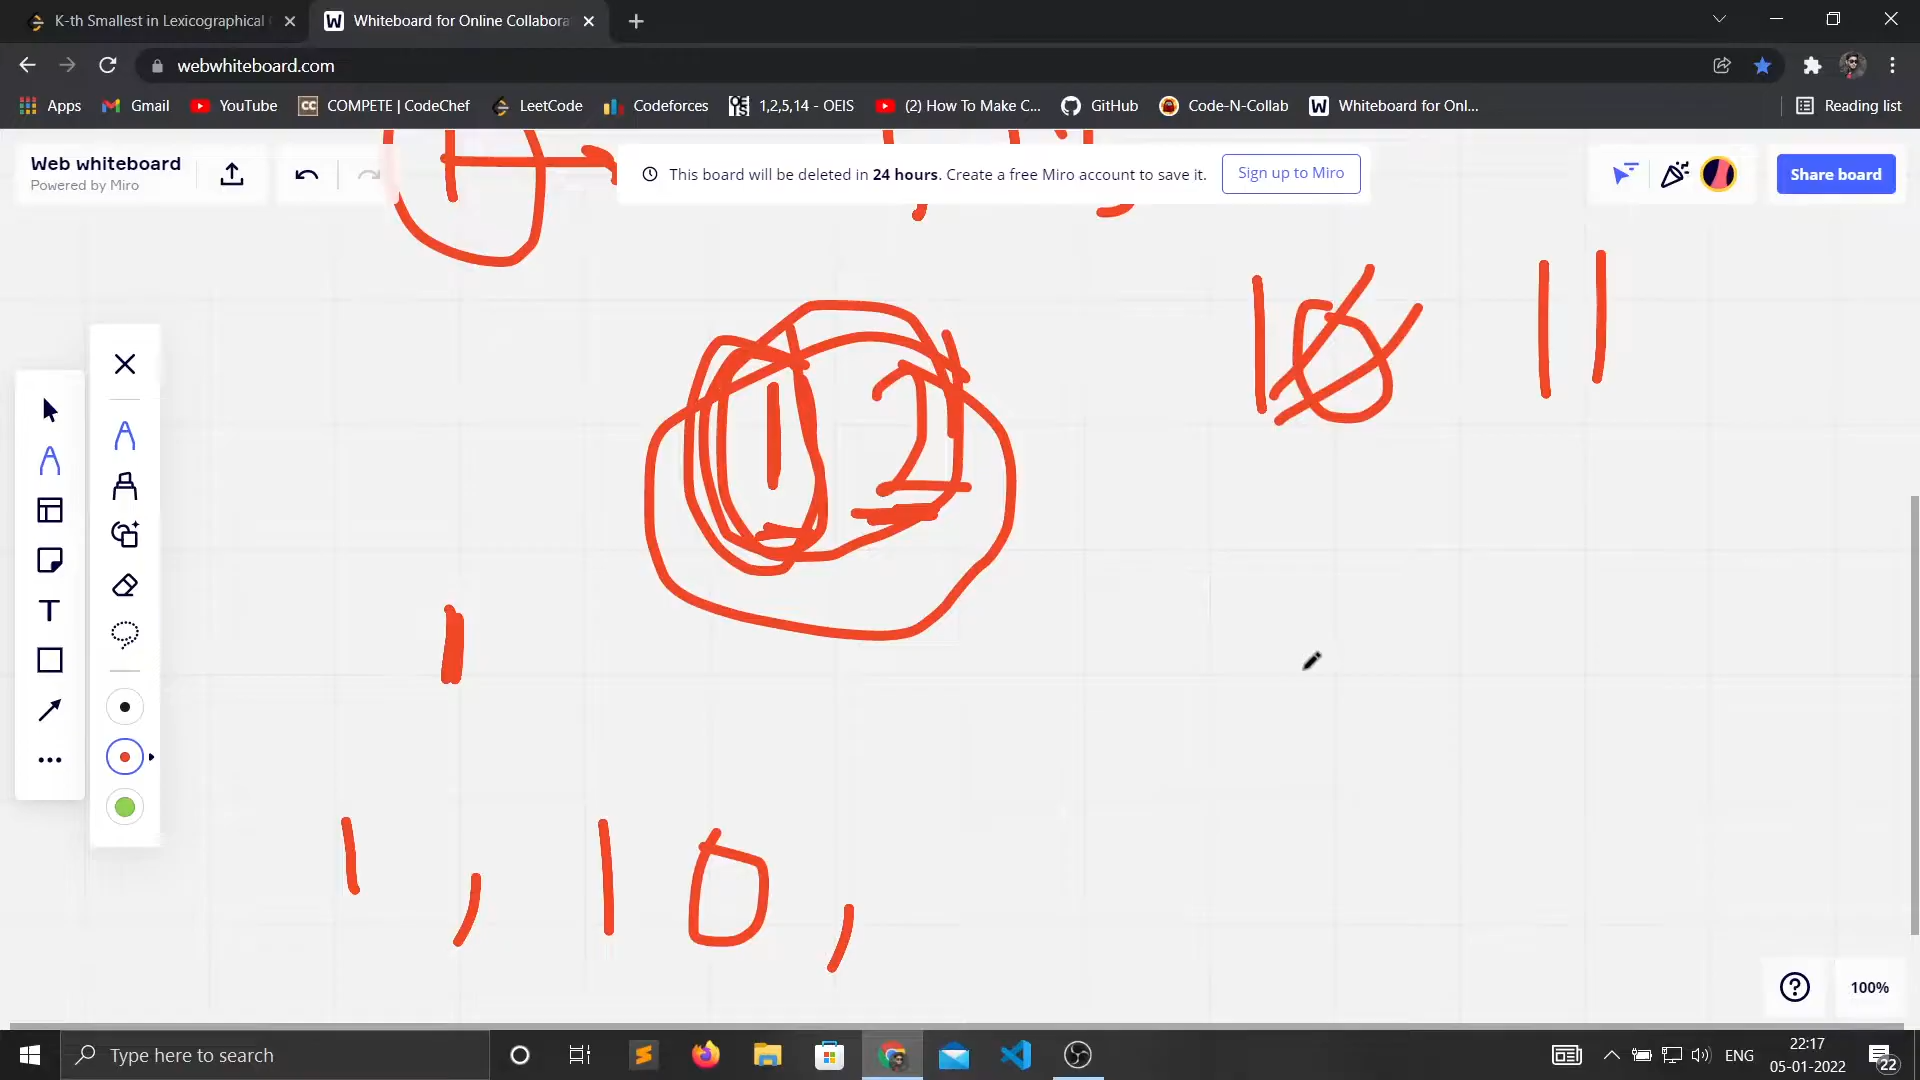 K-th Smallest in Lexicographical
Whiteboard for Online Collabora
webwhiteboard.com
Apps
Gmail
YouTube
COMPETE | CodeChef
LeetCode
Codeforces
1,2,5,14 - OEIS
(2) How To Make C...
GitHub
Code-N-Collab
Whiteboard for Onl...
Reading list
Web whiteboard
Powered by Miro
This board will be deleted in 24 hours. Create a free Miro account to save it.
Sign up to Miro
Share board
10 11
12
1
1, 10,
100%
Type here to search
ENG
22:17
05-01-2022
22